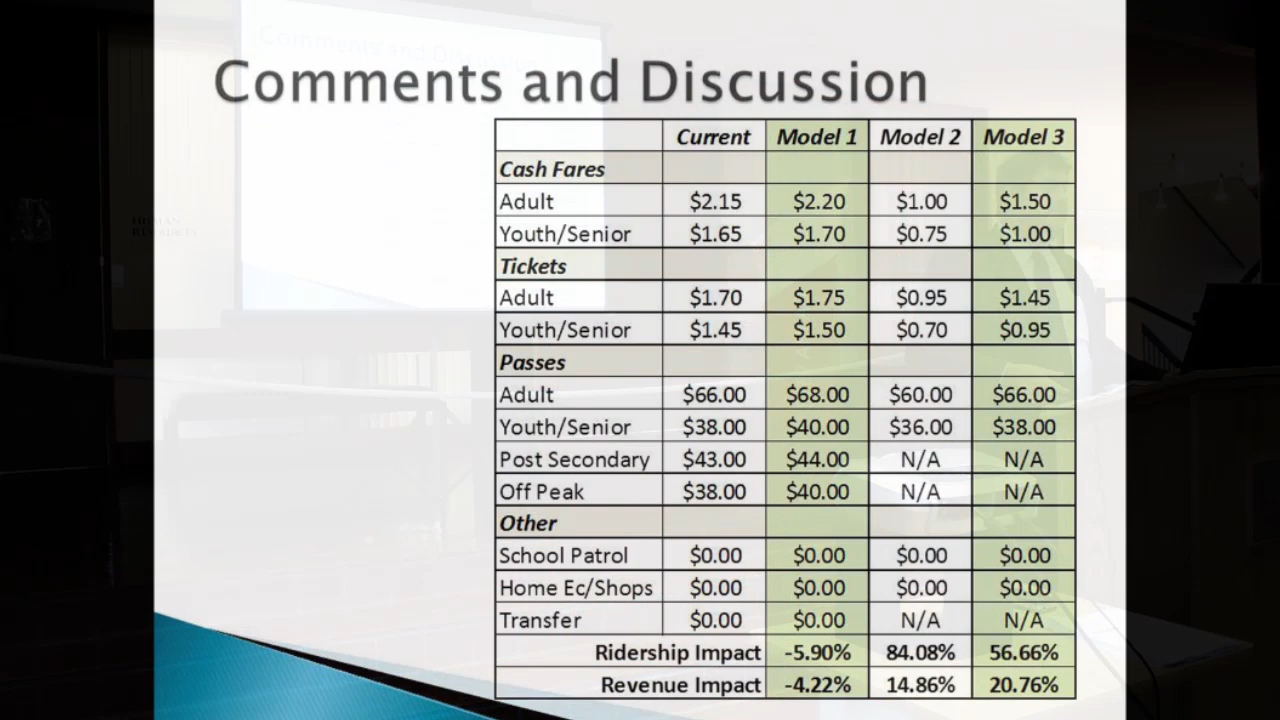 Comments and Discussion
Current Model 1 Model 2 Model 3
Cash Fares
Adult $2.15 $2.20 $1.00 $1.50
Youth/Senior $1.65 $1.70 $0.75 $1.00
Tickets
Adult $1.70 $1.75 $0.95 $1.45
Youth/Senior $1.45 $1.50 $0.70 $0.95
Passes
Adult $66.00 $68.00 $60.00 $66.00
Youth/Senior $38.00 $40.00 $36.00 $38.00
Post Secondary $43.00 $44.00 N/A N/A
Off Peak $38.00 $40.00 N/A N/A
Other
School Patrol $0.00 $0.00 $0.00 $0.00
Home Ec/Shops $0.00 $0.00 $0.00 $0.00
Transfer $0.00 $0.00 N/A N/A
Ridership Impact -5.90% 84.08% 56.66%
Revenue Impact -4.22% 14.86% 20.76%